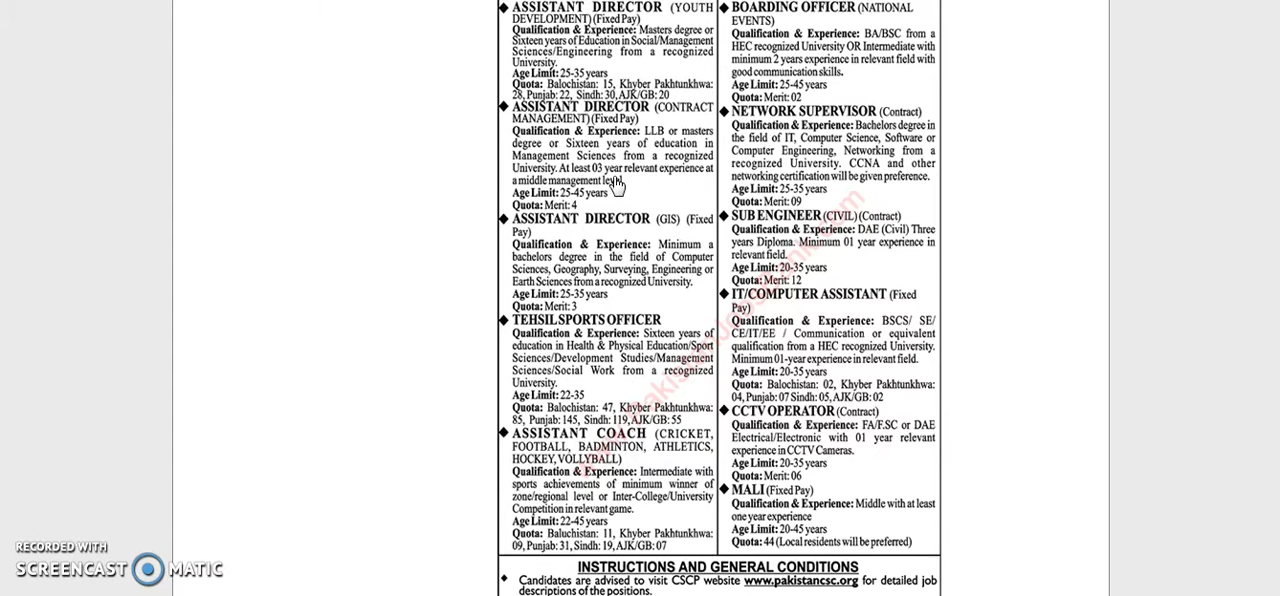 ◆ ASSISTANT DIRECTOR (YOUTH
DEVELOPMENT) (Fixed Pay)
Qualification & Experience: Masters degree or
Sixteen years of Education in Social/Management
Sciences/Engineering from a recognized
University.
Age Limit: 25-35 years
Quota: Balochistan: 15, Khyber Pakhtunkhwa:
28, Punjab: 22, Sindh: 30, AJK/GB: 20
◆ ASSISTANT DIRECTOR (CONTRACT
MANAGEMENT) (Fixed Pay)
Qualification & Experience: LLB or masters
degree or Sixteen years of education in
Management Sciences from a recognized
University. At least 03 year relevant experience at
a middle management level.
Age Limit: 25-45 years
Quota: Merit: 4
◆ ASSISTANT DIRECTOR (GIS) (Fixed
Pay)
Qualification & Experience: Minimum a
bachelors degree in the field of Computer
Sciences, Geography, Surveying, Engineering or
Earth Sciences from a recognized University.
Age Limit: 25-35 years
Quota: Merit: 3
◆ TEHSIL SPORTS OFFICER
Qualification & Experience: Sixteen years of
education in Health & Physical Education/Sport
Sciences/Development Studies/Management
Sciences/Social Work from a recognized
University.
Age Limit: 22-35
Quota: Balochistan: 47, Khyber Pakhtunkhwa:
85, Punjab: 145, Sindh: 119, AJK/GB: 55
◆ ASSISTANT COACH (CRICKET,
FOOTBALL, BADMINTON, ATHLETICS,
HOCKEY, VOLLYBALL)
Qualification & Experience: Intermediate with
sports achievements of minimum winner of
zone/regional level or Inter-College/University
Competition in relevant game.
Age Limit: 22-45 years
Quota: Baluchistan: 11, Khyber Pakhtunkhwa:
09, Punjab: 31, Sindh: 19, AJK/GB: 07
◆ BOARDING OFFICER (NATIONAL
EVENTS)
Qualification & Experience: BA/BSC from a
HEC recognized University OR Intermediate with
minimum 2 years experience in relevant field with
good communication skills.
Age Limit: 25-45 years
Quota: Merit: 02
◆ NETWORK SUPERVISOR (Contract)
Qualification & Experience: Bachelors degree in
the field of IT, Computer Science, Software or
Computer Engineering, Networking from a
recognized University. CCNA and other
networking certification will be given preference.
Age Limit: 25-35 years
Quota: Merit: 09
◆ SUB ENGINEER (CIVIL) (Contract)
Qualification & Experience: DAE (Civil) Three
years Diploma. Minimum 01 year experience in
relevant field.
Age Limit: 20-35 years
Quota: Merit: 12
◆ IT/COMPUTER ASSISTANT (Fixed
Pay)
Qualification & Experience: BSCS/ SE/
CE/IT/EE / Communication or equivalent
qualification from a HEC recognized University.
Minimum 01-year experience in relevant field.
Age Limit: 20-35 years
Quota: Balochistan: 02, Khyber Pakhtunkhwa:
04, Punjab: 07 Sindh: 05, AJK/GB: 02
◆ CCTV OPERATOR (Contract)
Qualification & Experience: FA/F.SC or DAE
Electrical/Electronic with 01 year relevant
experience in CCTV Cameras.
Age Limit: 20-35 years
Quota: Merit: 06
◆ MALI (Fixed Pay)
Qualification & Experience: Middle with at least
one year experience
Age Limit: 20-45 years
Quota: 44 (Local residents will be preferred)
INSTRUCTIONS AND GENERAL CONDITIONS
◆ Candidates are advised to visit CSCP website www.pakistancsc.org for detailed job
descriptions of the positions.
RECORDED WITH
SCREENCAST MATIC